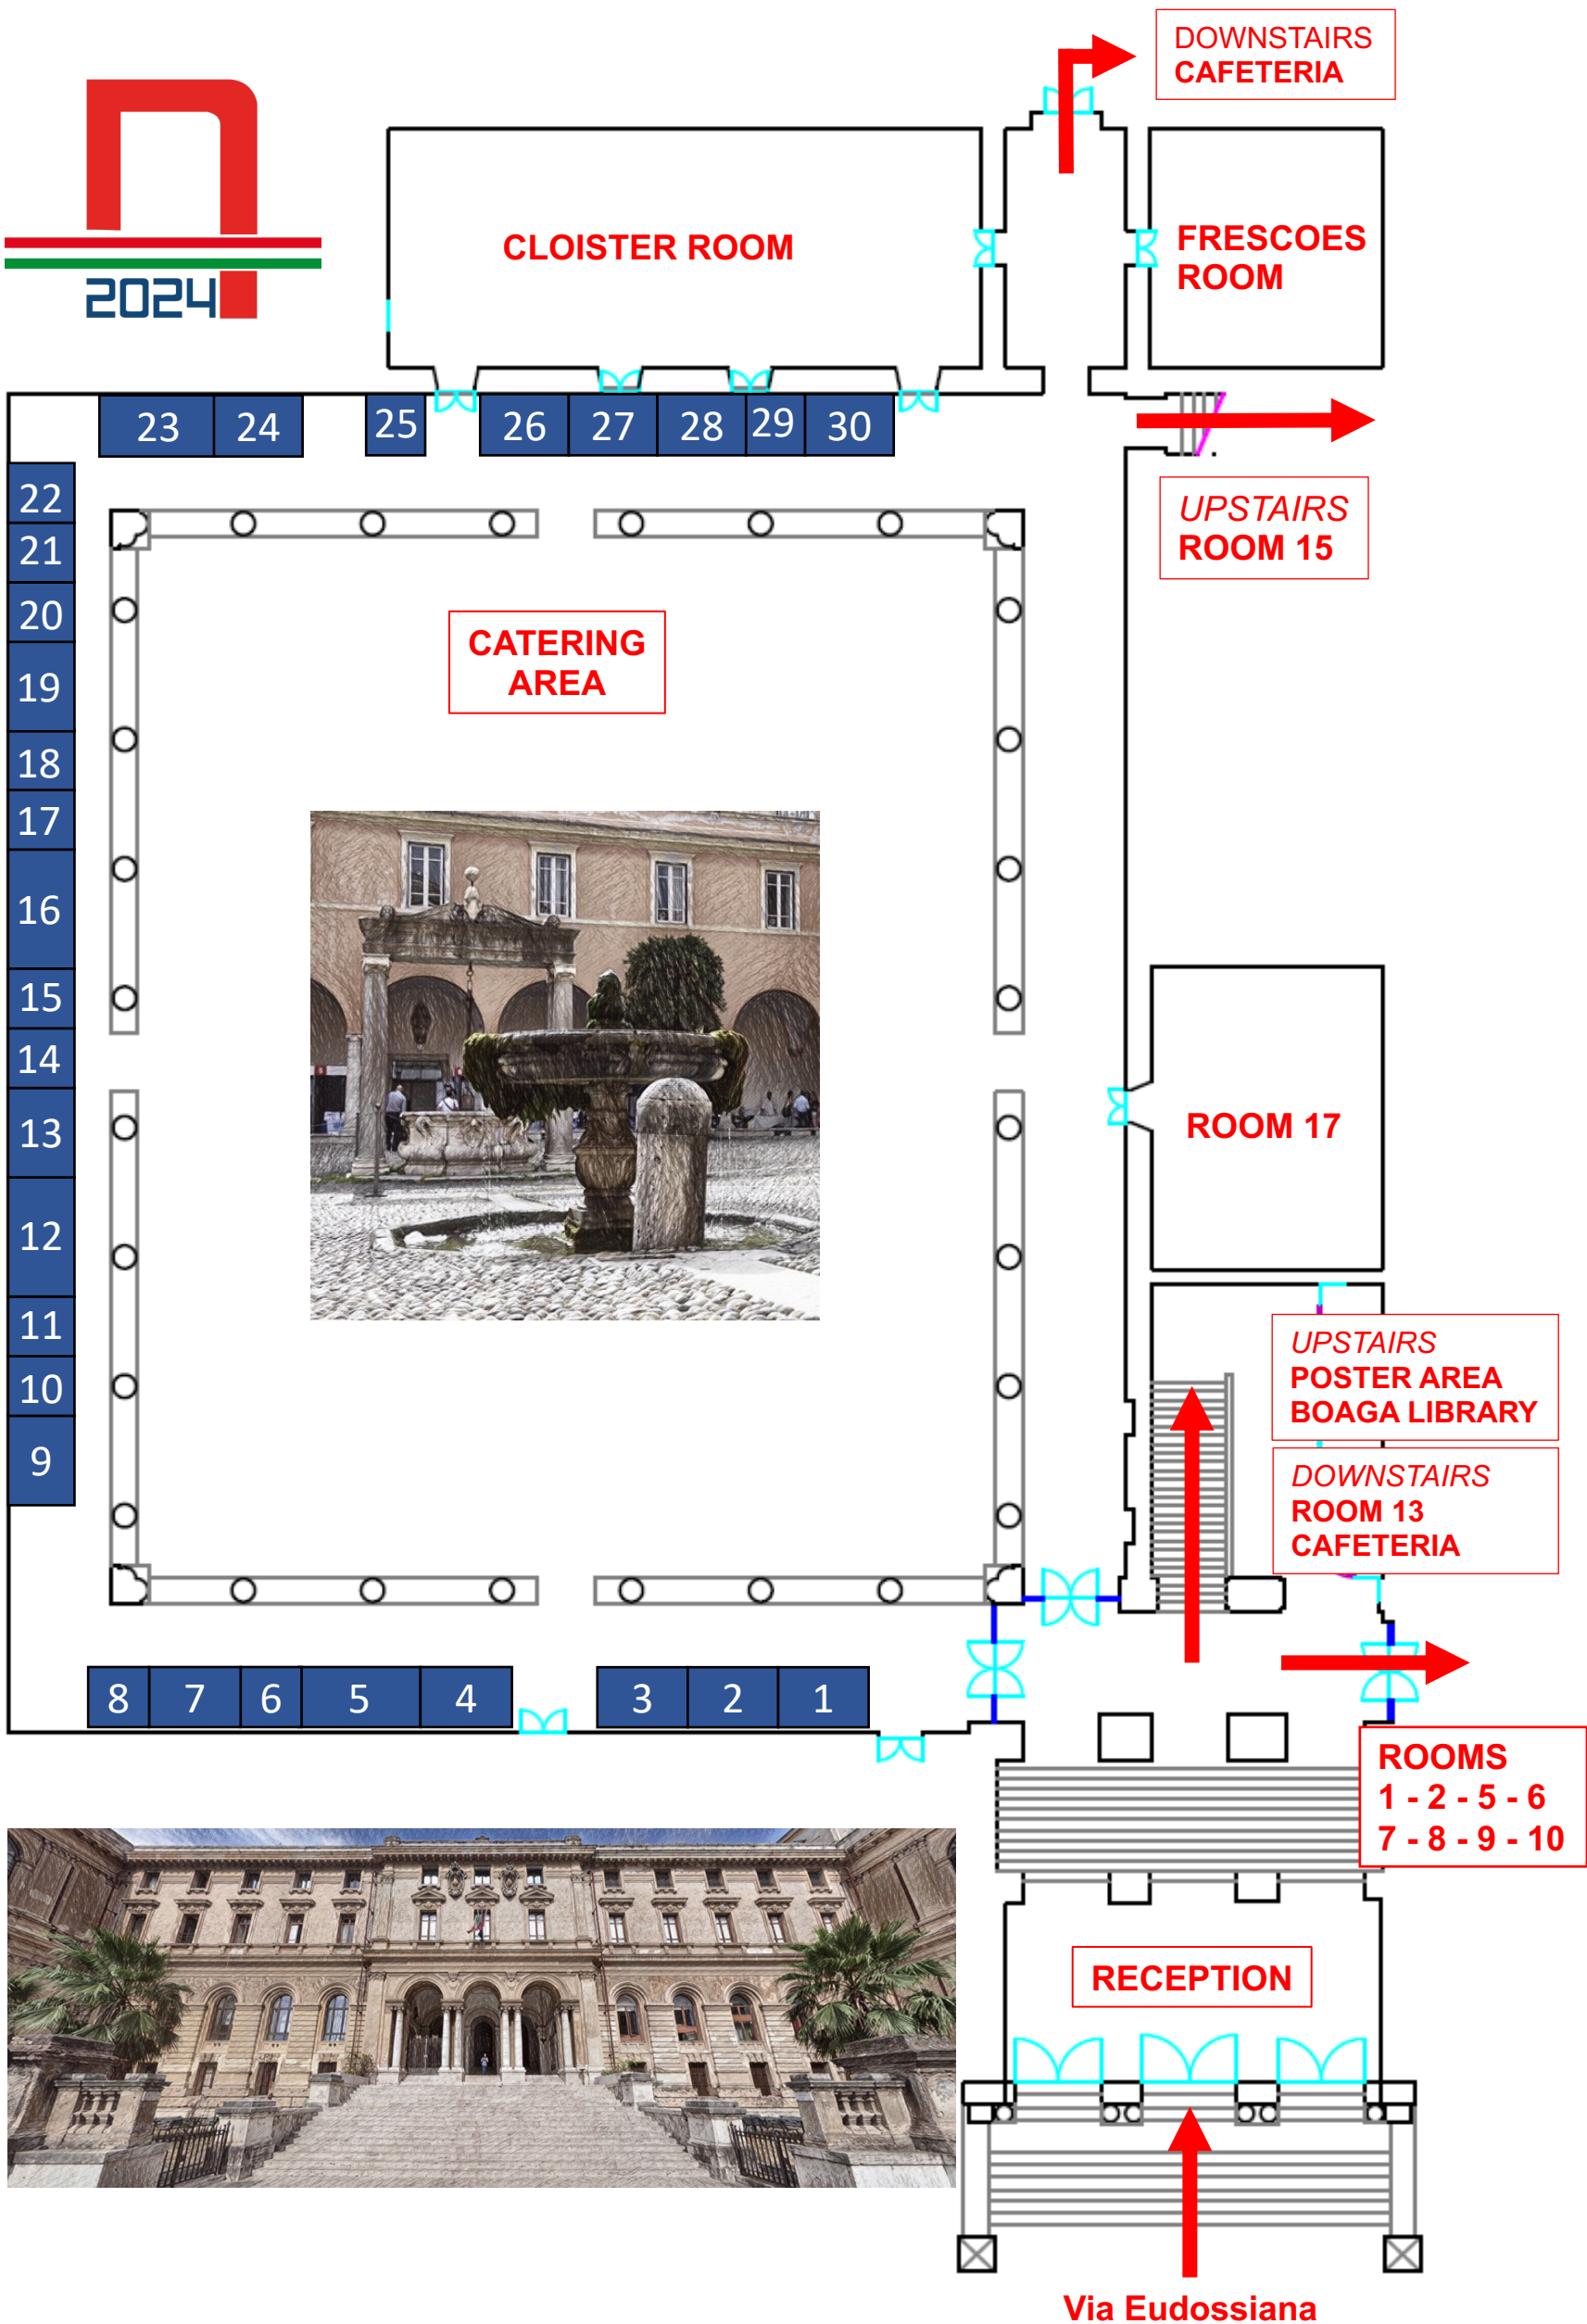 DOWNSTAIRS
CAFETERIA
2024
CLOISTER ROOM
FRESCOES
ROOM
23
24
25
26
27
28
29
30
UPSTAIRS
ROOM 15
22
21
20
19
18
17
16
15
14
13
12
11
10
9
CATERING
AREA
ROOM 17
UPSTAIRS
POSTER AREA
BOAGA LIBRARY
DOWNSTAIRS
ROOM 13
CAFETERIA
8
7
6
5
4
3
2
1
ROOMS
1 - 2 - 5 - 6
7 - 8 - 9 - 10
RECEPTION
Via Eudossiana